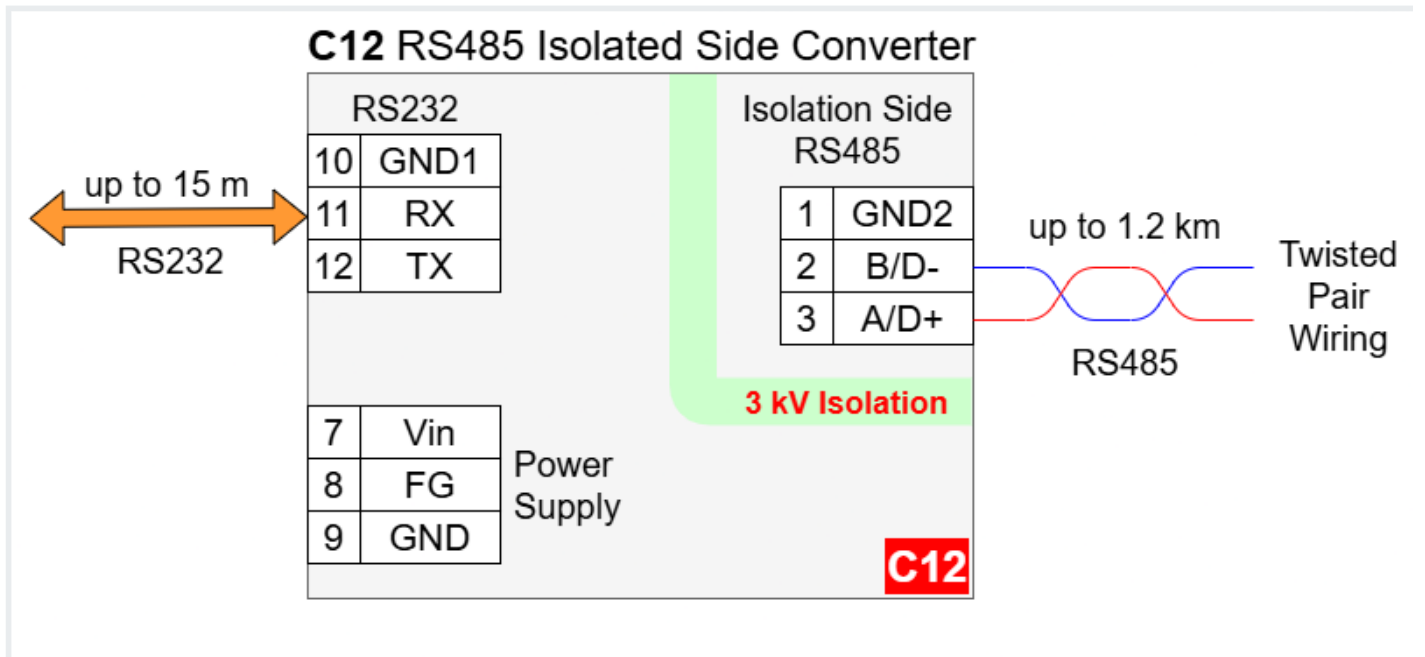 C12 RS485 Isolated Side Converter
RS232
10 GND1
11 RX
12 TX
up to 15 m
RS232
Isolation Side
RS485
1 GND2
2 B/D-
3 A/D+
up to 1.2 km
RS485
Twisted
Pair
Wiring
3 kV Isolation
7 Vin
8 FG
9 GND
Power
Supply
C12